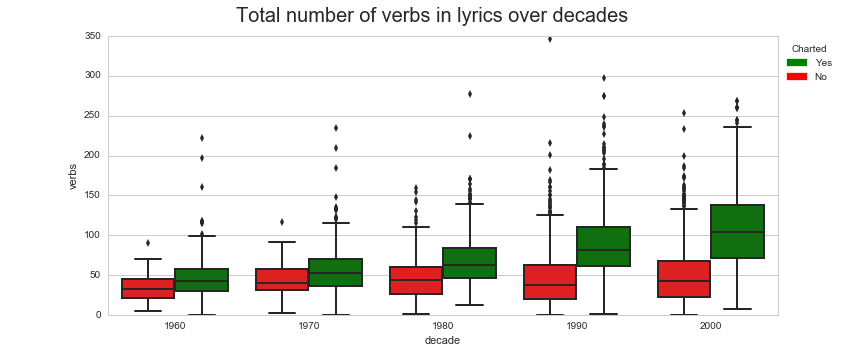 Total number of verbs in lyrics over decades
350
300
250
200
150
100
50
0
verbs
1960 1970 1980 1990 2000
decade
Charted
Yes
No